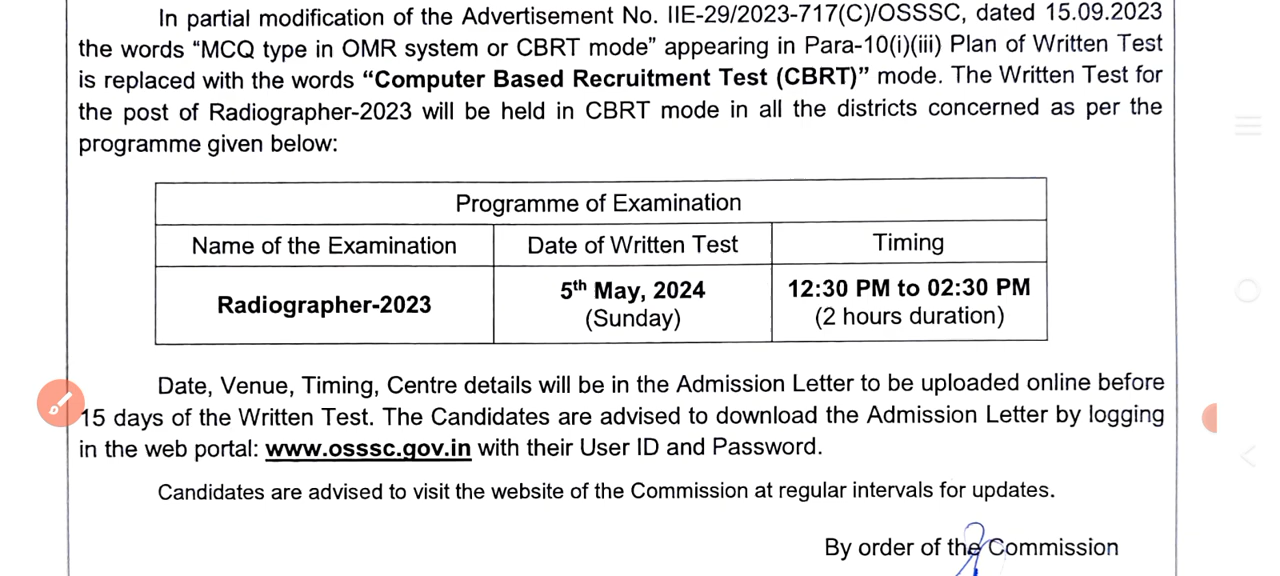 In partial modification of the Advertisement No. IIE-29/2023-717(C)/OSSSC, dated 15.09.2023
the words “MCQ type in OMR system or CBRT mode” appearing in Para-10(i)(iii) Plan of Written Test
is replaced with the words “Computer Based Recruitment Test (CBRT)” mode. The Written Test for
the post of Radiographer-2023 will be held in CBRT mode in all the districts concerned as per the
programme given below:
Programme of Examination
Name of the Examination Date of Written Test Timing
Radiographer-2023 5th May, 2024 12:30 PM to 02:30 PM
(Sunday) (2 hours duration)
Date, Venue, Timing, Centre details will be in the Admission Letter to be uploaded online before
15 days of the Written Test. The Candidates are advised to download the Admission Letter by logging
in the web portal: www.osssc.gov.in with their User ID and Password.
Candidates are advised to visit the website of the Commission at regular intervals for updates.
By order of the Commission